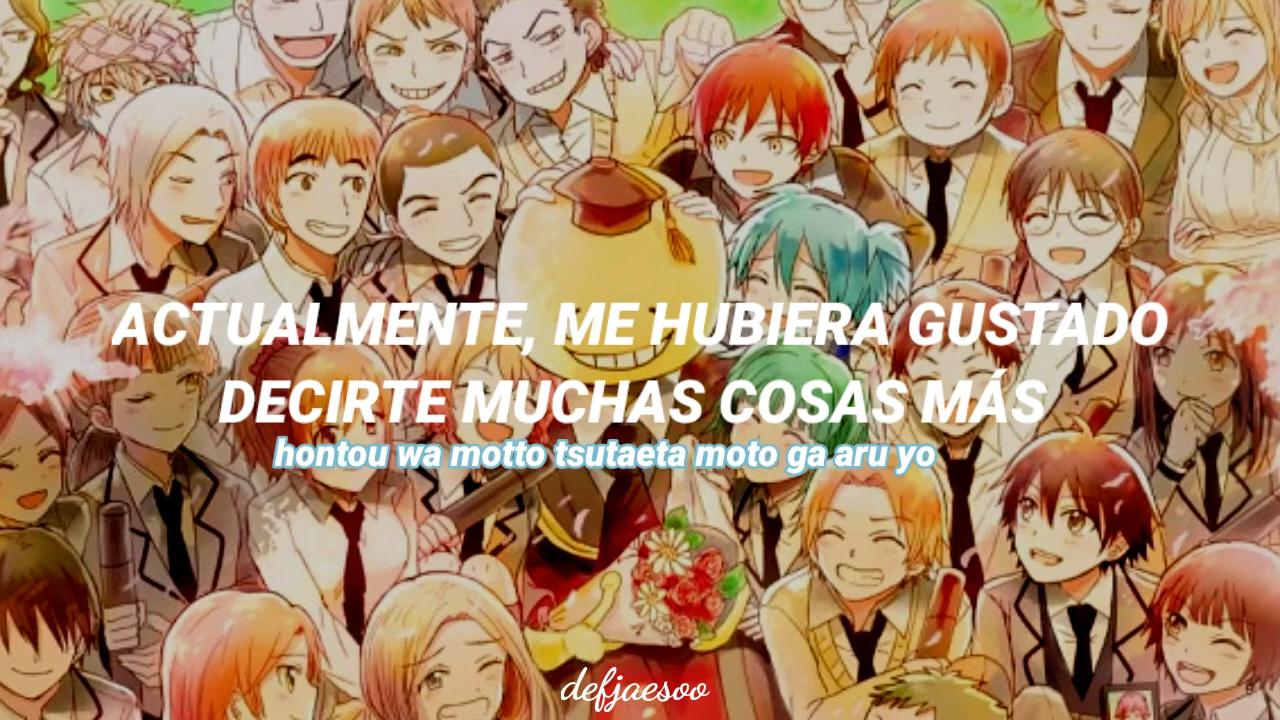 ACTUALMENTE, ME HUBIERA GUSTADO
DECIRTE MUCHAS COSAS MÁS
hontou wa motto tsutaeta moto ga aru yo
defjaesoo